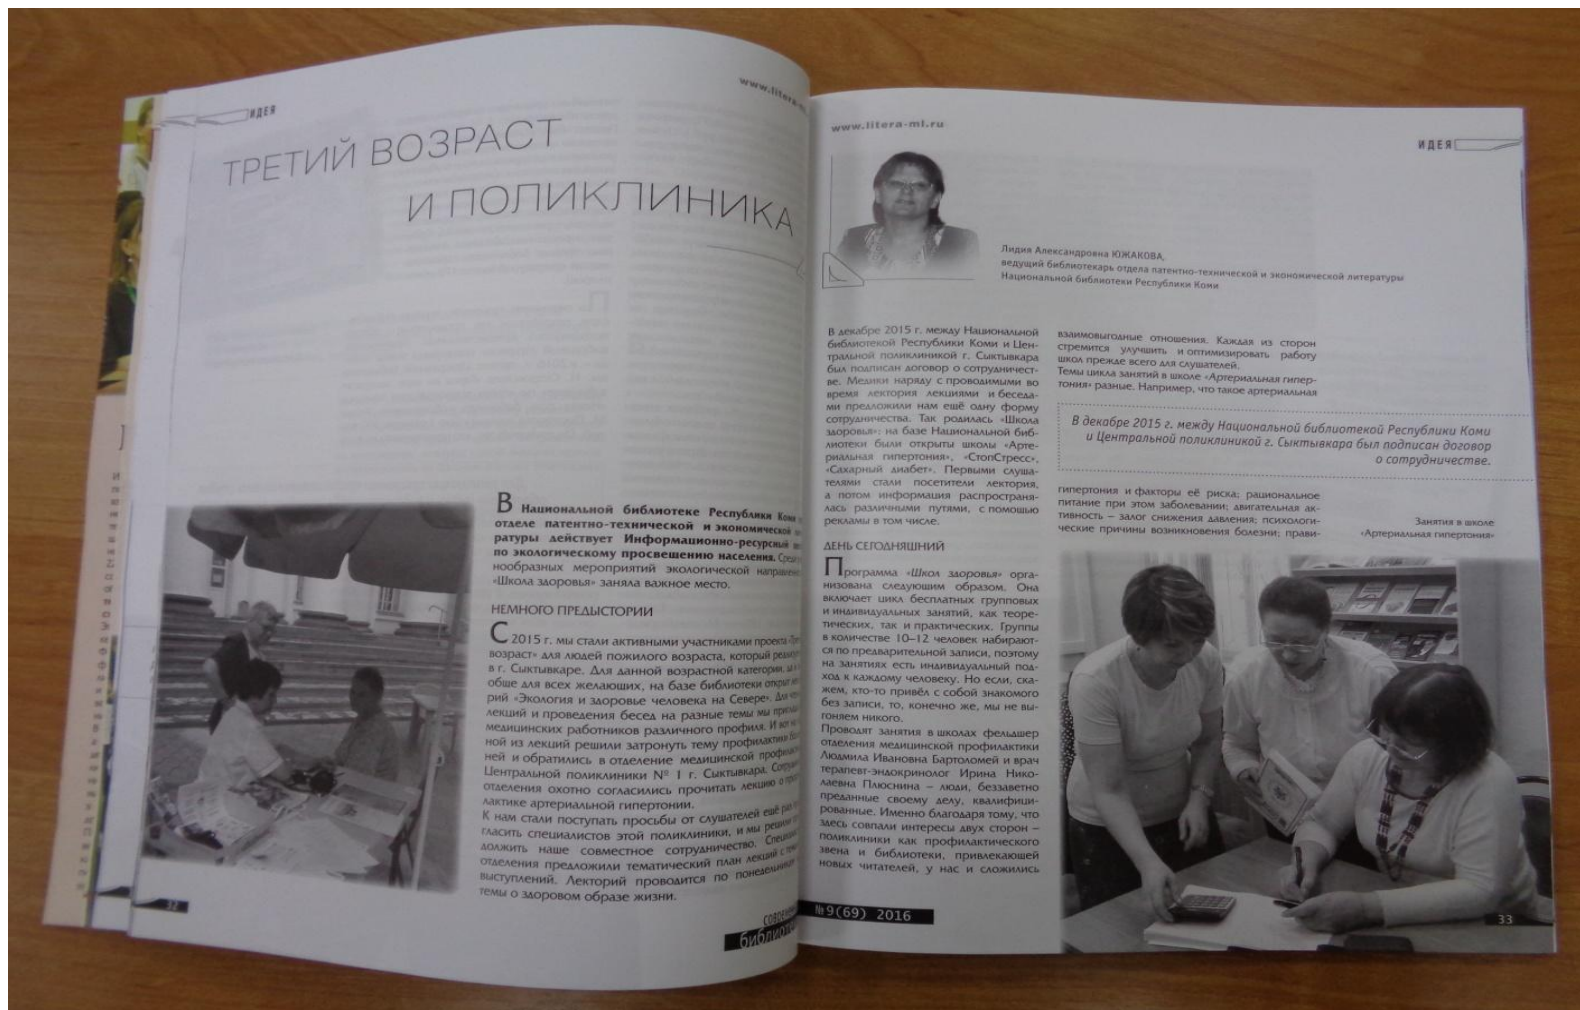 ИДЕЯ
www.litera-ml
ТРЕТИЙ ВОЗРАСТ
И ПОЛИКЛИНИКА
В Национальной библиотеке Республики Коми
отделе патентно-технической и экономической
ратуры действует Информационно-ресурсный
по экологическому просвещению населения. Среди
нообразных мероприятий экологической направленн
«Школа здоровья» заняла важное место.
НЕМНОГО ПРЕДЫСТОРИИ
С 2015 г. мы стали активными участниками проекта
возраст» для людей пожилого возраста, который
в г. Сыктывкаре. Для данной возрастной категории,
обще для всех желающих, на базе библиотеки открыт
рий «Экология и здоровье человека на Севере». Для
лекций и проведения бесед на разные темы мы
медицинских работников различного профиля. И вот
ной из лекций решили затронуть тему профилактики
ней и обратились в отделение медицинской
Центральной поликлиники № 1 г. Сыктывкара.
отделения охотно согласились прочитать лекцию о
лактике артериальной гипертонии.
К нам стали поступать просьбы от слушателей ещё раз
гласить специалистов этой поликлиники, и мы решили
должить наше совместное сотрудничество.
отделения предложили тематический план лекций с
выступлений. Лекторий проводится по понедельникам
темы о здоровом образе жизни.
32
библиотека
www.litera-ml.ru
ИДЕЯ
Лидия Александровна ЮЖАКОВА,
ведущий библиотекарь отдела патентно-технической и экономической литературы
Национальной библиотеки Республики Коми
В декабре 2015 г. между Национальной
библиотекой Республики Коми и Цен-
тральной поликлиникой г. Сыктывкара
был подписан договор о сотрудничест-
ве. Медики наряду с проводимыми во
время лектория лекциями и беседа-
ми предложили нам ещё одну форму
сотрудничества. Так родилась «Школа
здоровья»: на базе Национальной биб-
лиотеки были открыты школы «Арте-
риальная гипертония», «СтопСтресс»,
«Сахарный диабет». Первыми слуша-
телями стали посетители лектория,
а потом информация распространя-
лась различными путями, с помощью
рекламы в том числе.
ДЕНЬ СЕГОДНЯШНИЙ
Программа «Школ здоровья» орга-
низована следующим образом. Она
включает цикл бесплатных групповых
и индивидуальных занятий, как теоре-
тических, так и практических. Группы
в количестве 10–12 человек набирают-
ся по предварительной записи, поэтому
на занятиях есть индивидуальный под-
ход к каждому человеку. Но если, ска-
жем, кто-то привёл с собой знакомого
без записи, то, конечно же, мы не вы-
гоняем никого.
Проводят занятия в школах фельдшер
отделения медицинской профилактики
Людмила Ивановна Бартоломей и врач
терапевт-эндокринолог Ирина Нико-
лаевна Плюснина – люди, беззаветно
преданные своему делу, квалифици-
рованные. Именно благодаря тому, что
здесь совпали интересы двух сторон –
поликлиники как профилактического
звена и библиотеки, привлекающей
новых читателей, у нас и сложились
взаимовыгодные отношения. Каждая из сторон
стремится улучшить и оптимизировать работу
школ прежде всего для слушателей.
Темы цикла занятий в школе «Артериальная гипер-
тония» разные. Например, что такое артериальная
В декабре 2015 г. между Национальной библиотекой Республики Коми
и Центральной поликлиникой г. Сыктывкара был подписан договор
о сотрудничестве.
гипертония и факторы её риска; рациональное
питание при этом заболевании; двигательная ак-
тивность – залог снижения давления; психологи-
ческие причины возникновения болезни; прави-
Занятия в школе
«Артериальная гипертония»
№9(69) 2016
33